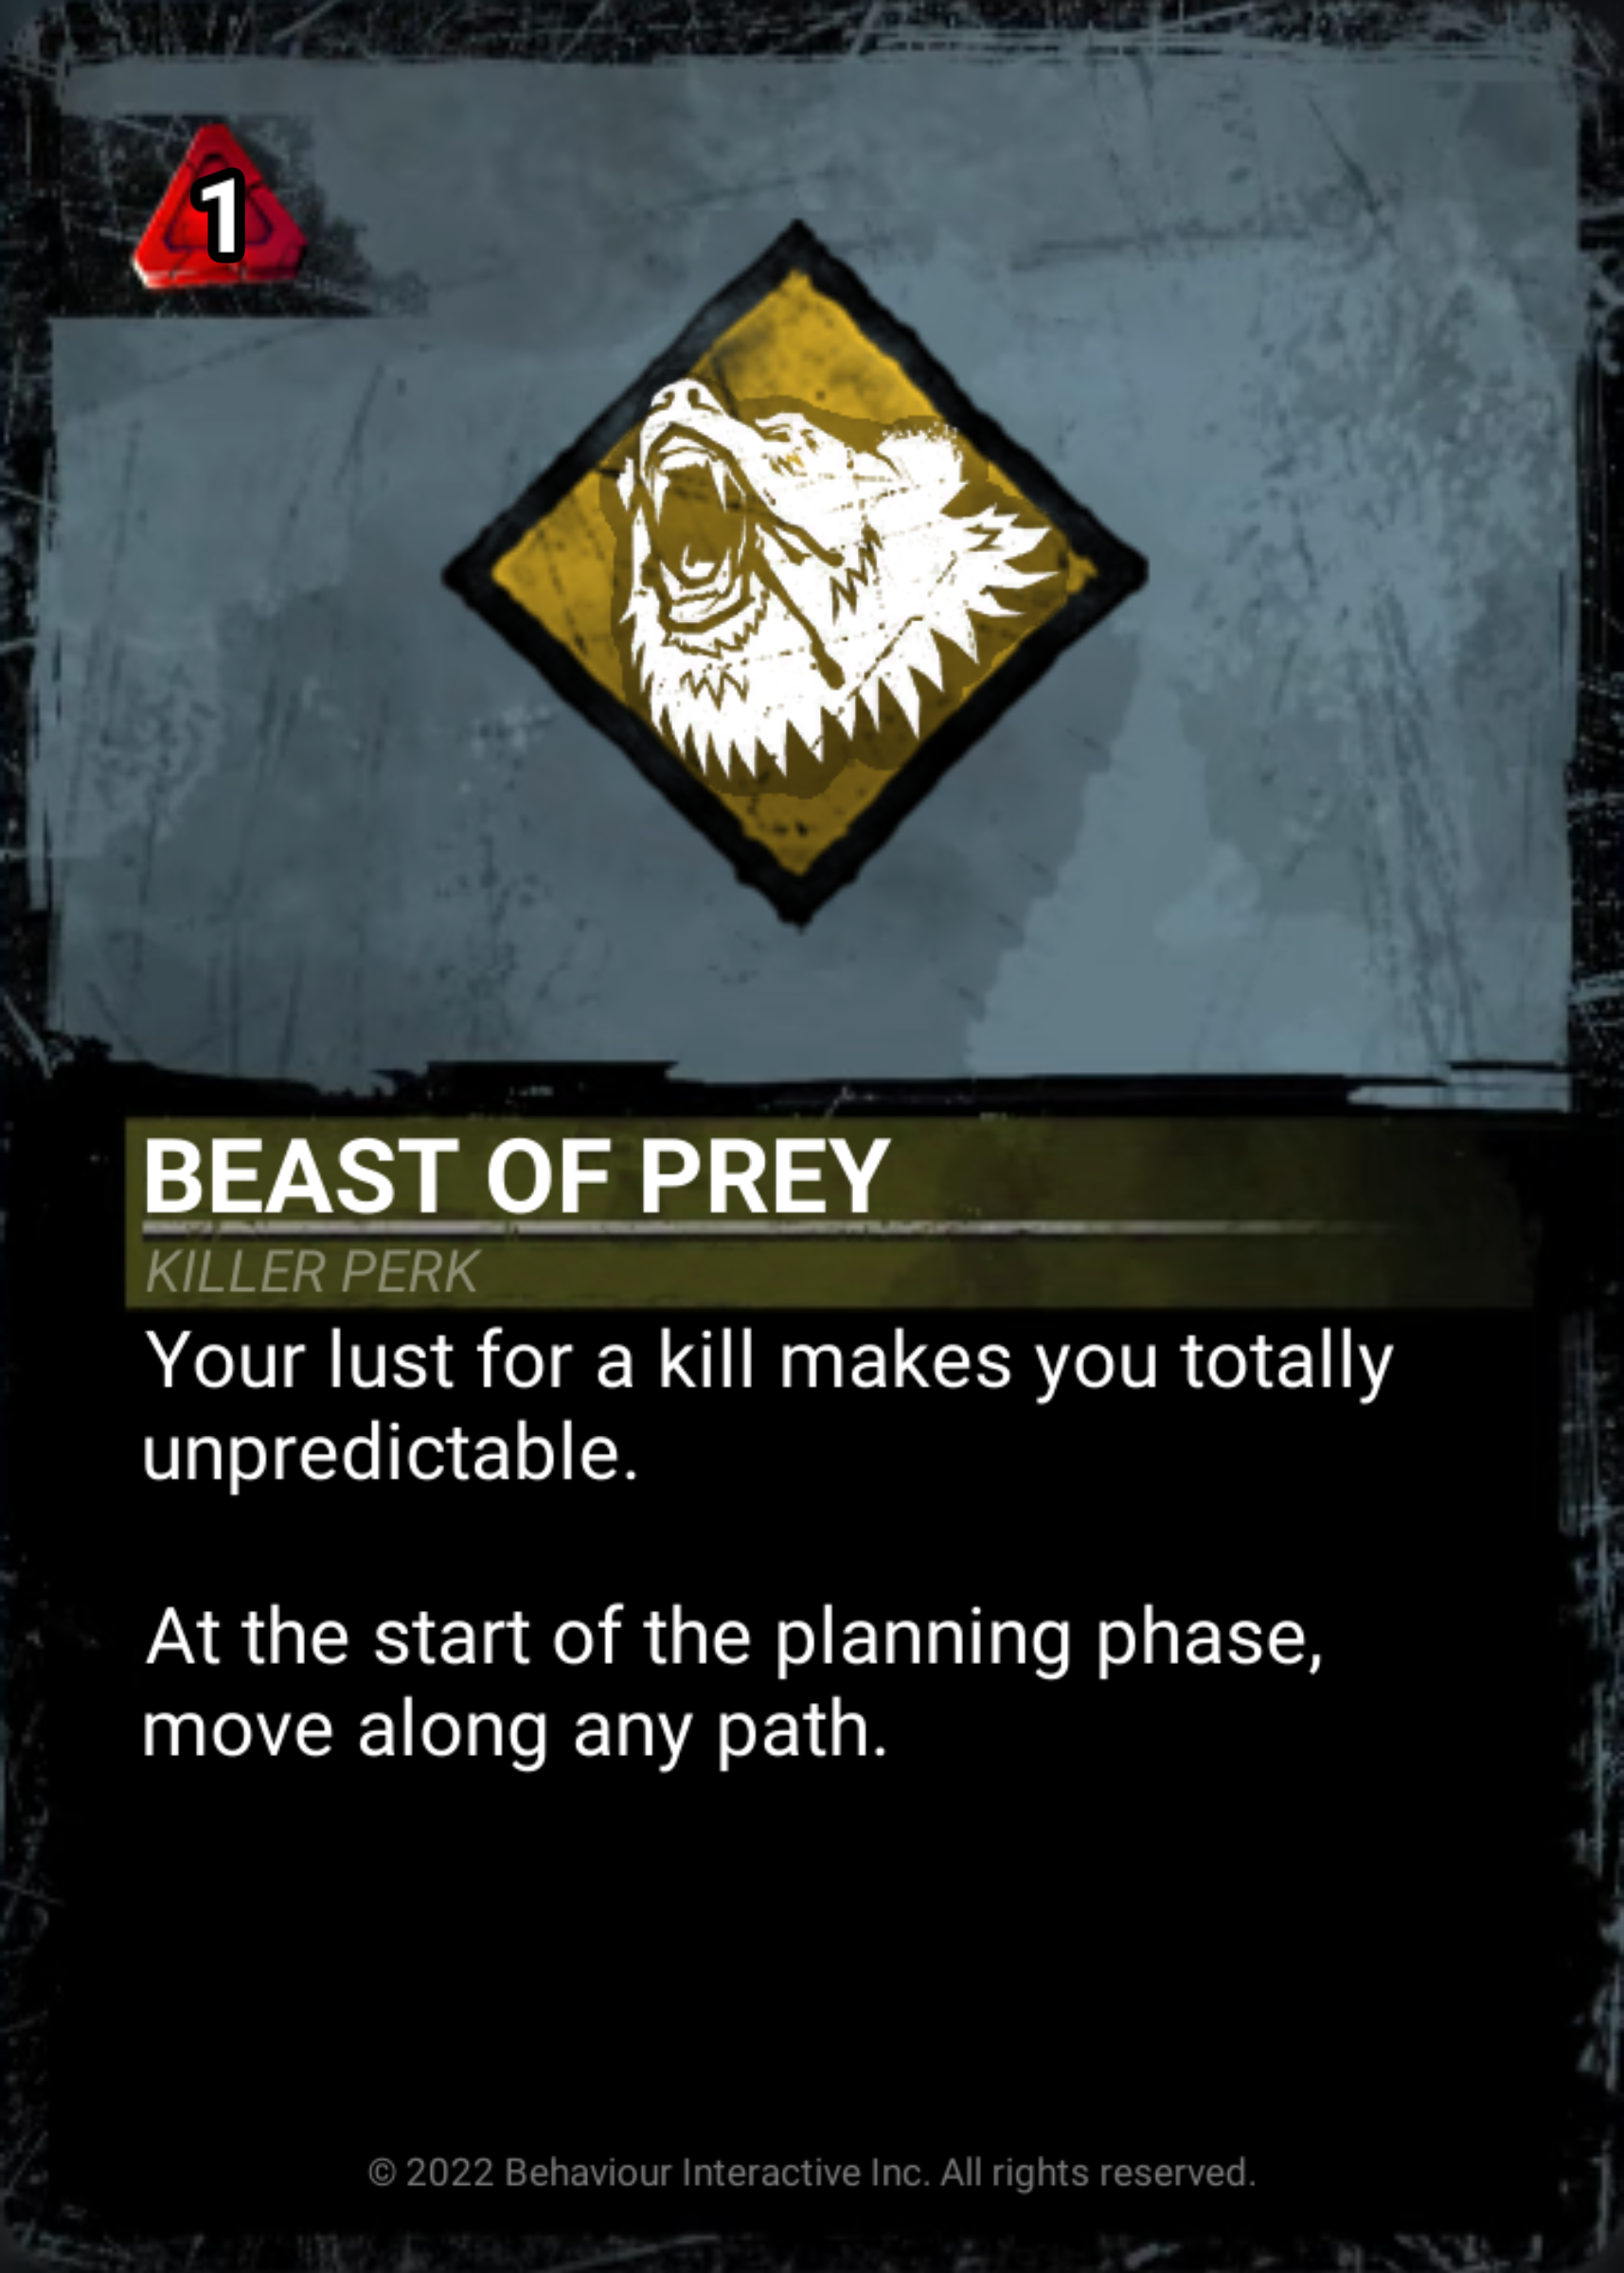 1
BEAST OF PREY
KILLER PERK
Your lust for a kill makes you totally
unpredictable.
At the start of the planning phase,
move along any path.
© 2022 Behaviour Interactive Inc. All rights reserved.